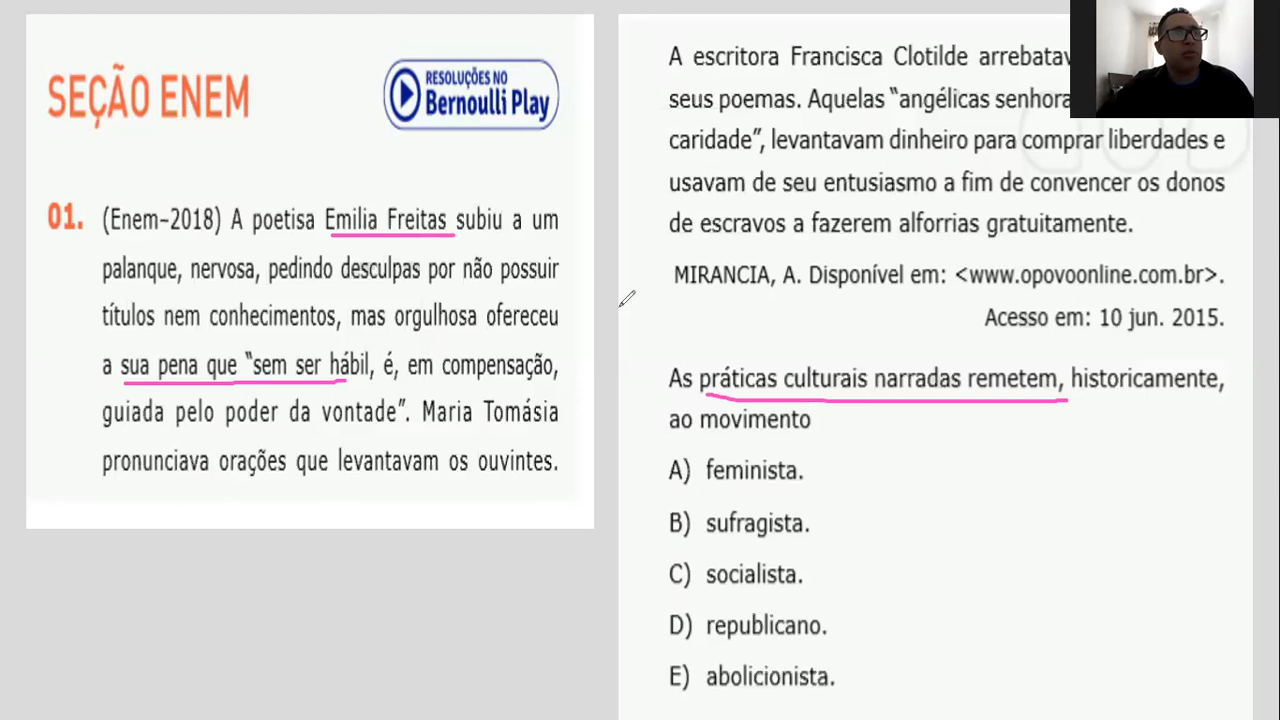 SEÇÃO ENEM
RESOLUÇÕES NO
Bernoulli Play
01. (Enem–2018) A poetisa Emilia Freitas subiu a um
palanque, nervosa, pedindo desculpas por não possuir
títulos nem conhecimentos, mas orgulhosa ofereceu
a sua pena que “sem ser hábil, é, em compensação,
guiada pelo poder da vontade”. Maria Tomásia
pronunciava orações que levantavam os ouvintes.
A escritora Francisca Clotilde
seus poemas. Aquelas “angélicas
caridade”, levantavam dinheiro para comprar liberdades e
usavam de seu entusiasmo a fim de convencer os donos
de escravos a fazerem alforrias gratuitamente.
MIRANCIA, A. Disponível em: <www.opovoonline.com.br>.
Acesso em: 10 jun. 2015.
As práticas culturais narradas remetem, historicamente,
ao movimento
A) feminista.
B) sufragista.
C) socialista.
D) republicano.
E) abolicionista.